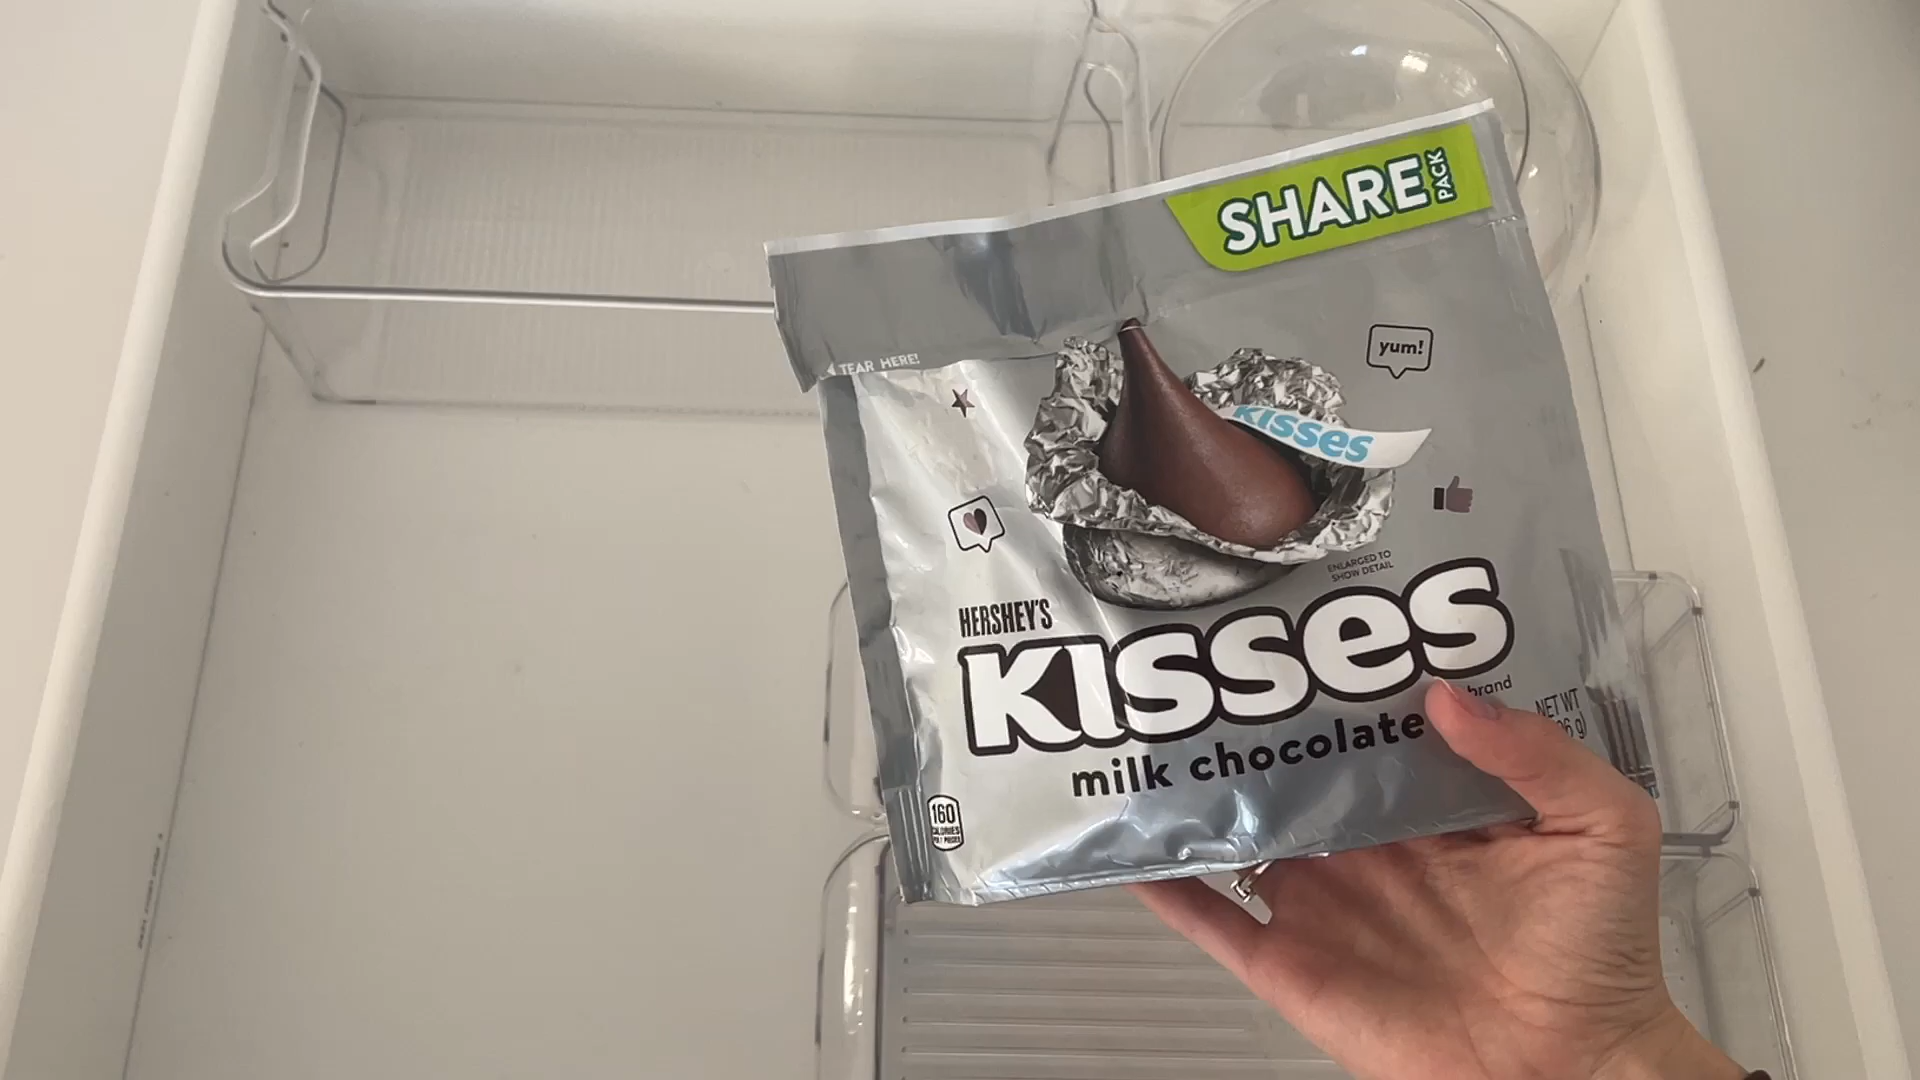 SHARE
PACK
TEAR HERE!
yum!
KISSES
ENLARGED TO
SHOW DETAIL
HERSHEY'S
KISSES
brand
milk chocolate
NET WT
160
CALORIES